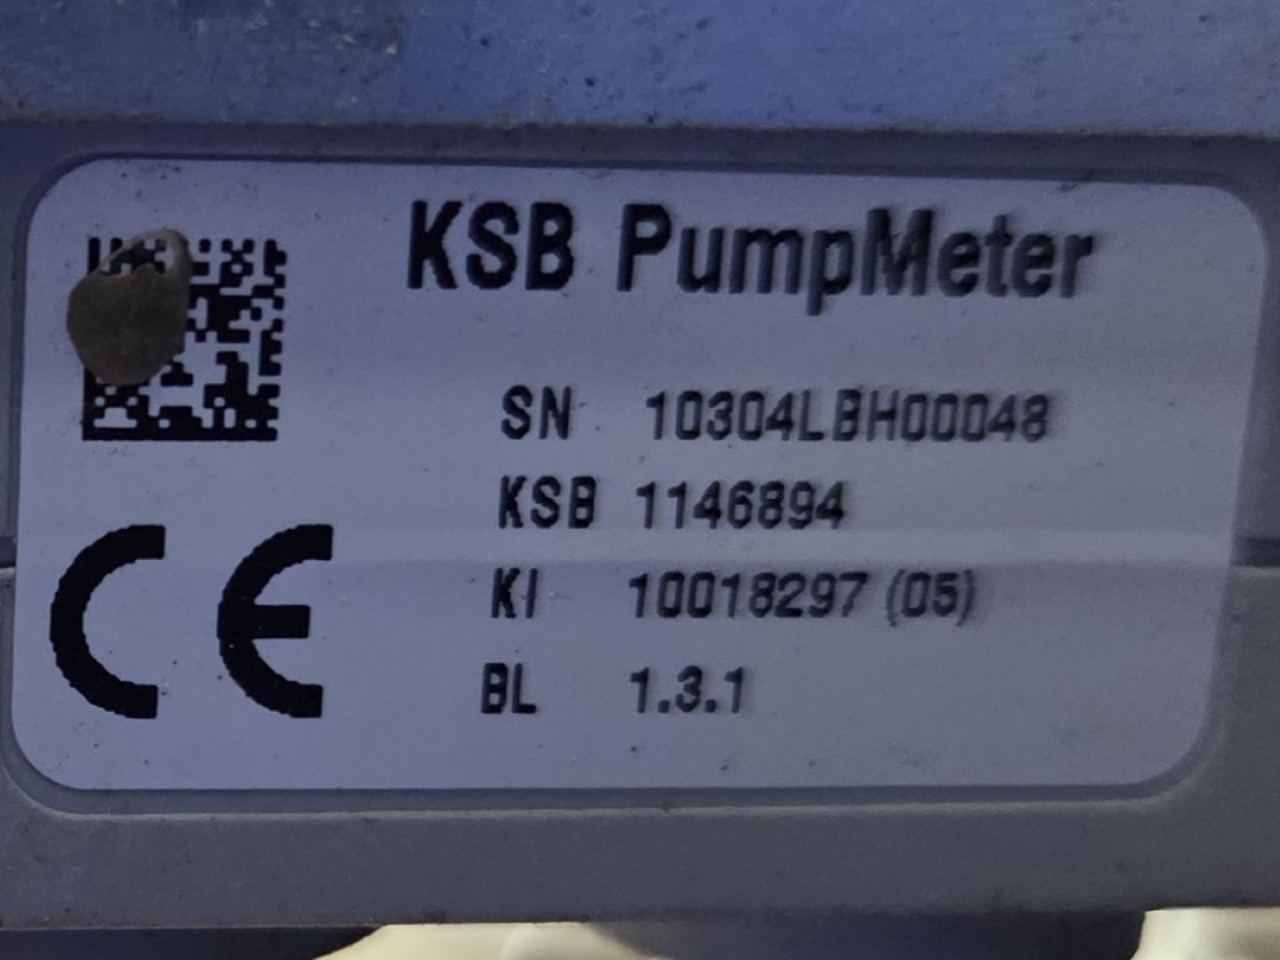 KSB PumpMeter
SN 10304LBH00048
KSB 1146894
KI 10018297 (05)
BL 1.3.1
CE